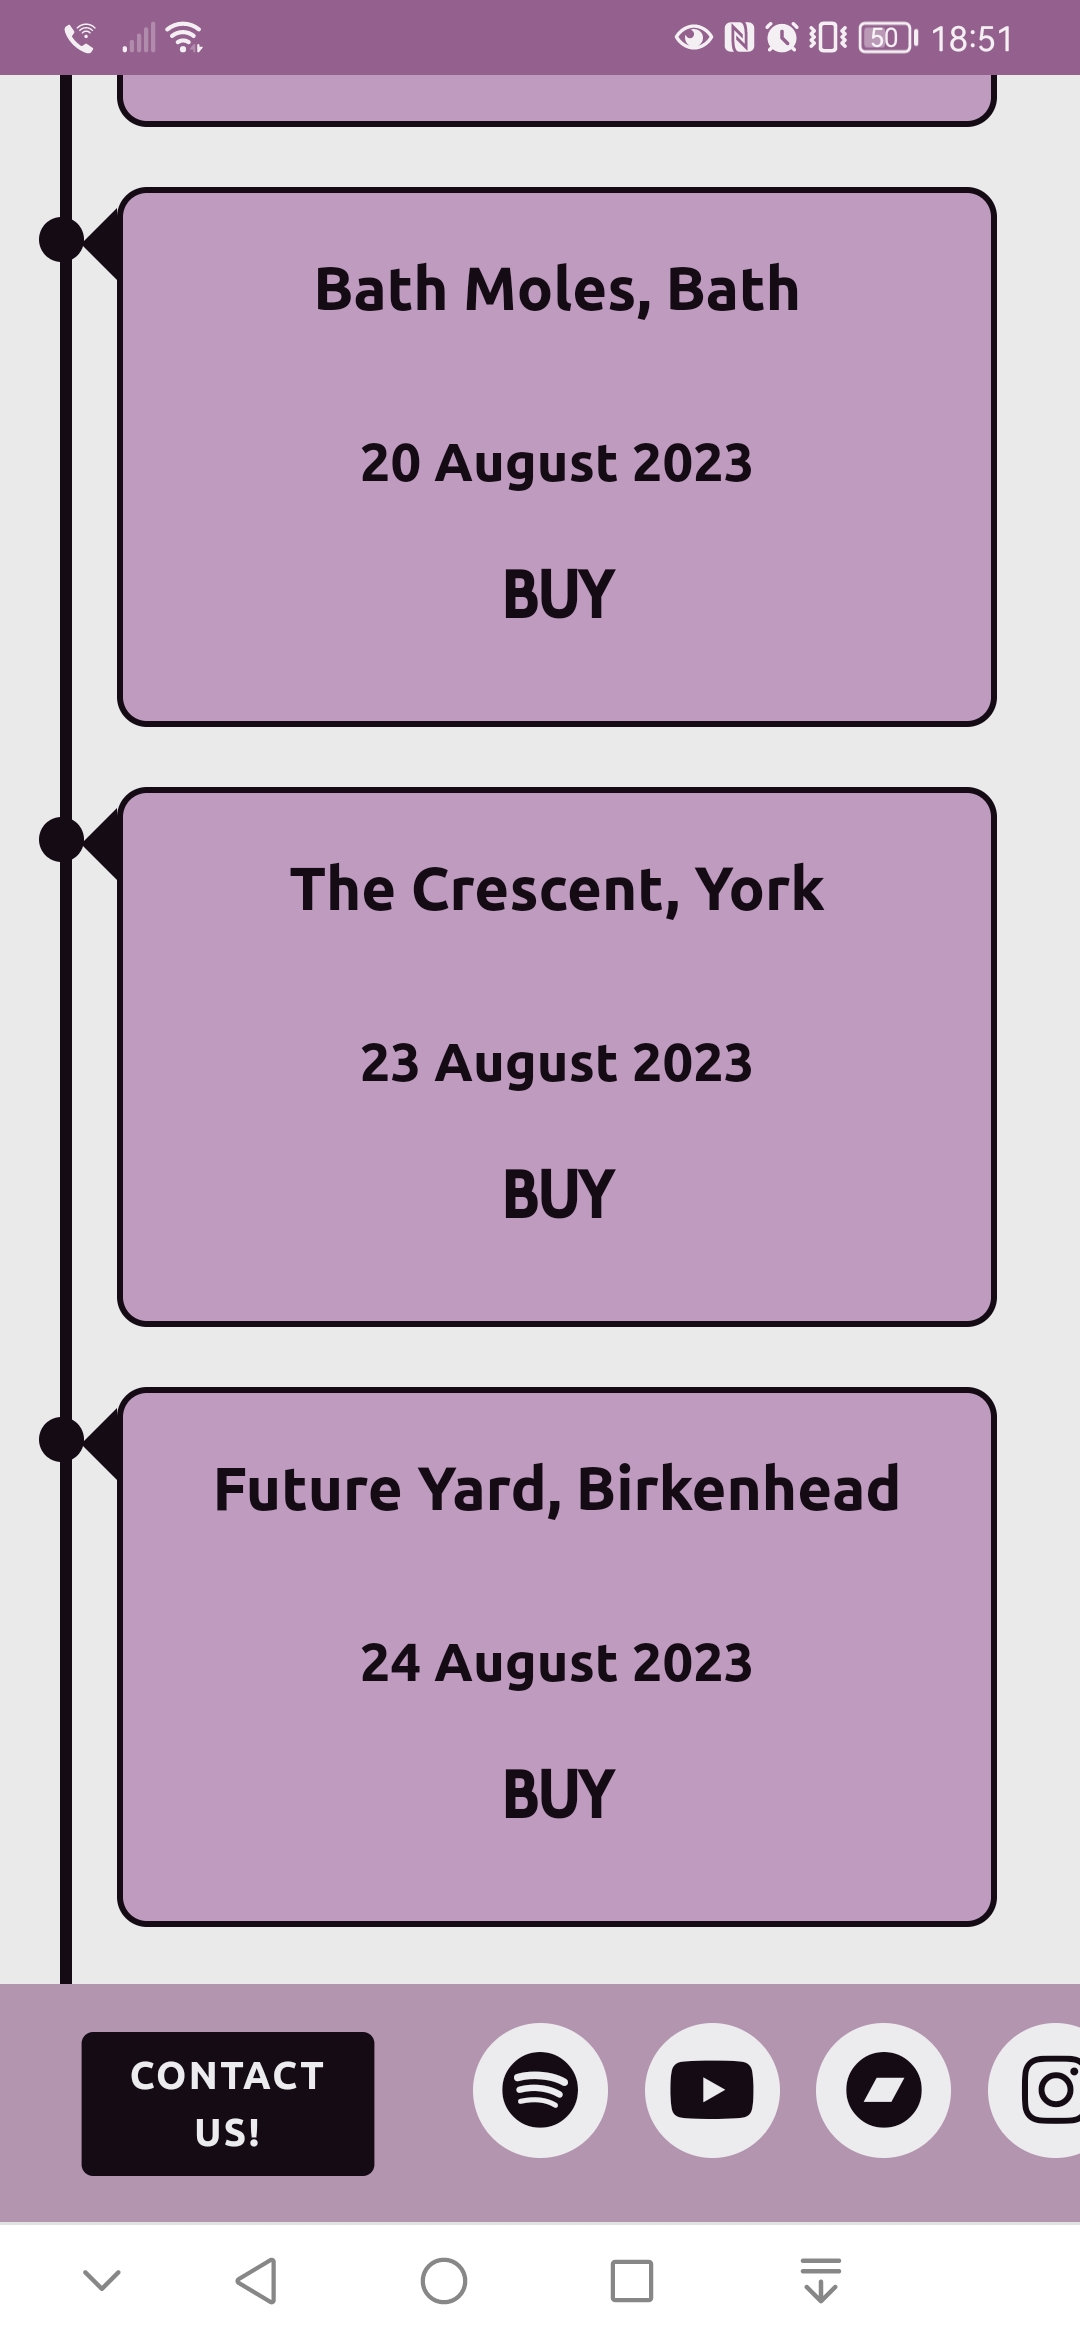 50 18:51
Bath Moles, Bath
20 August 2023
BUY
The Crescent, York
23 August 2023
BUY
Future Yard, Birkenhead
24 August 2023
BUY
CONTACT
US!